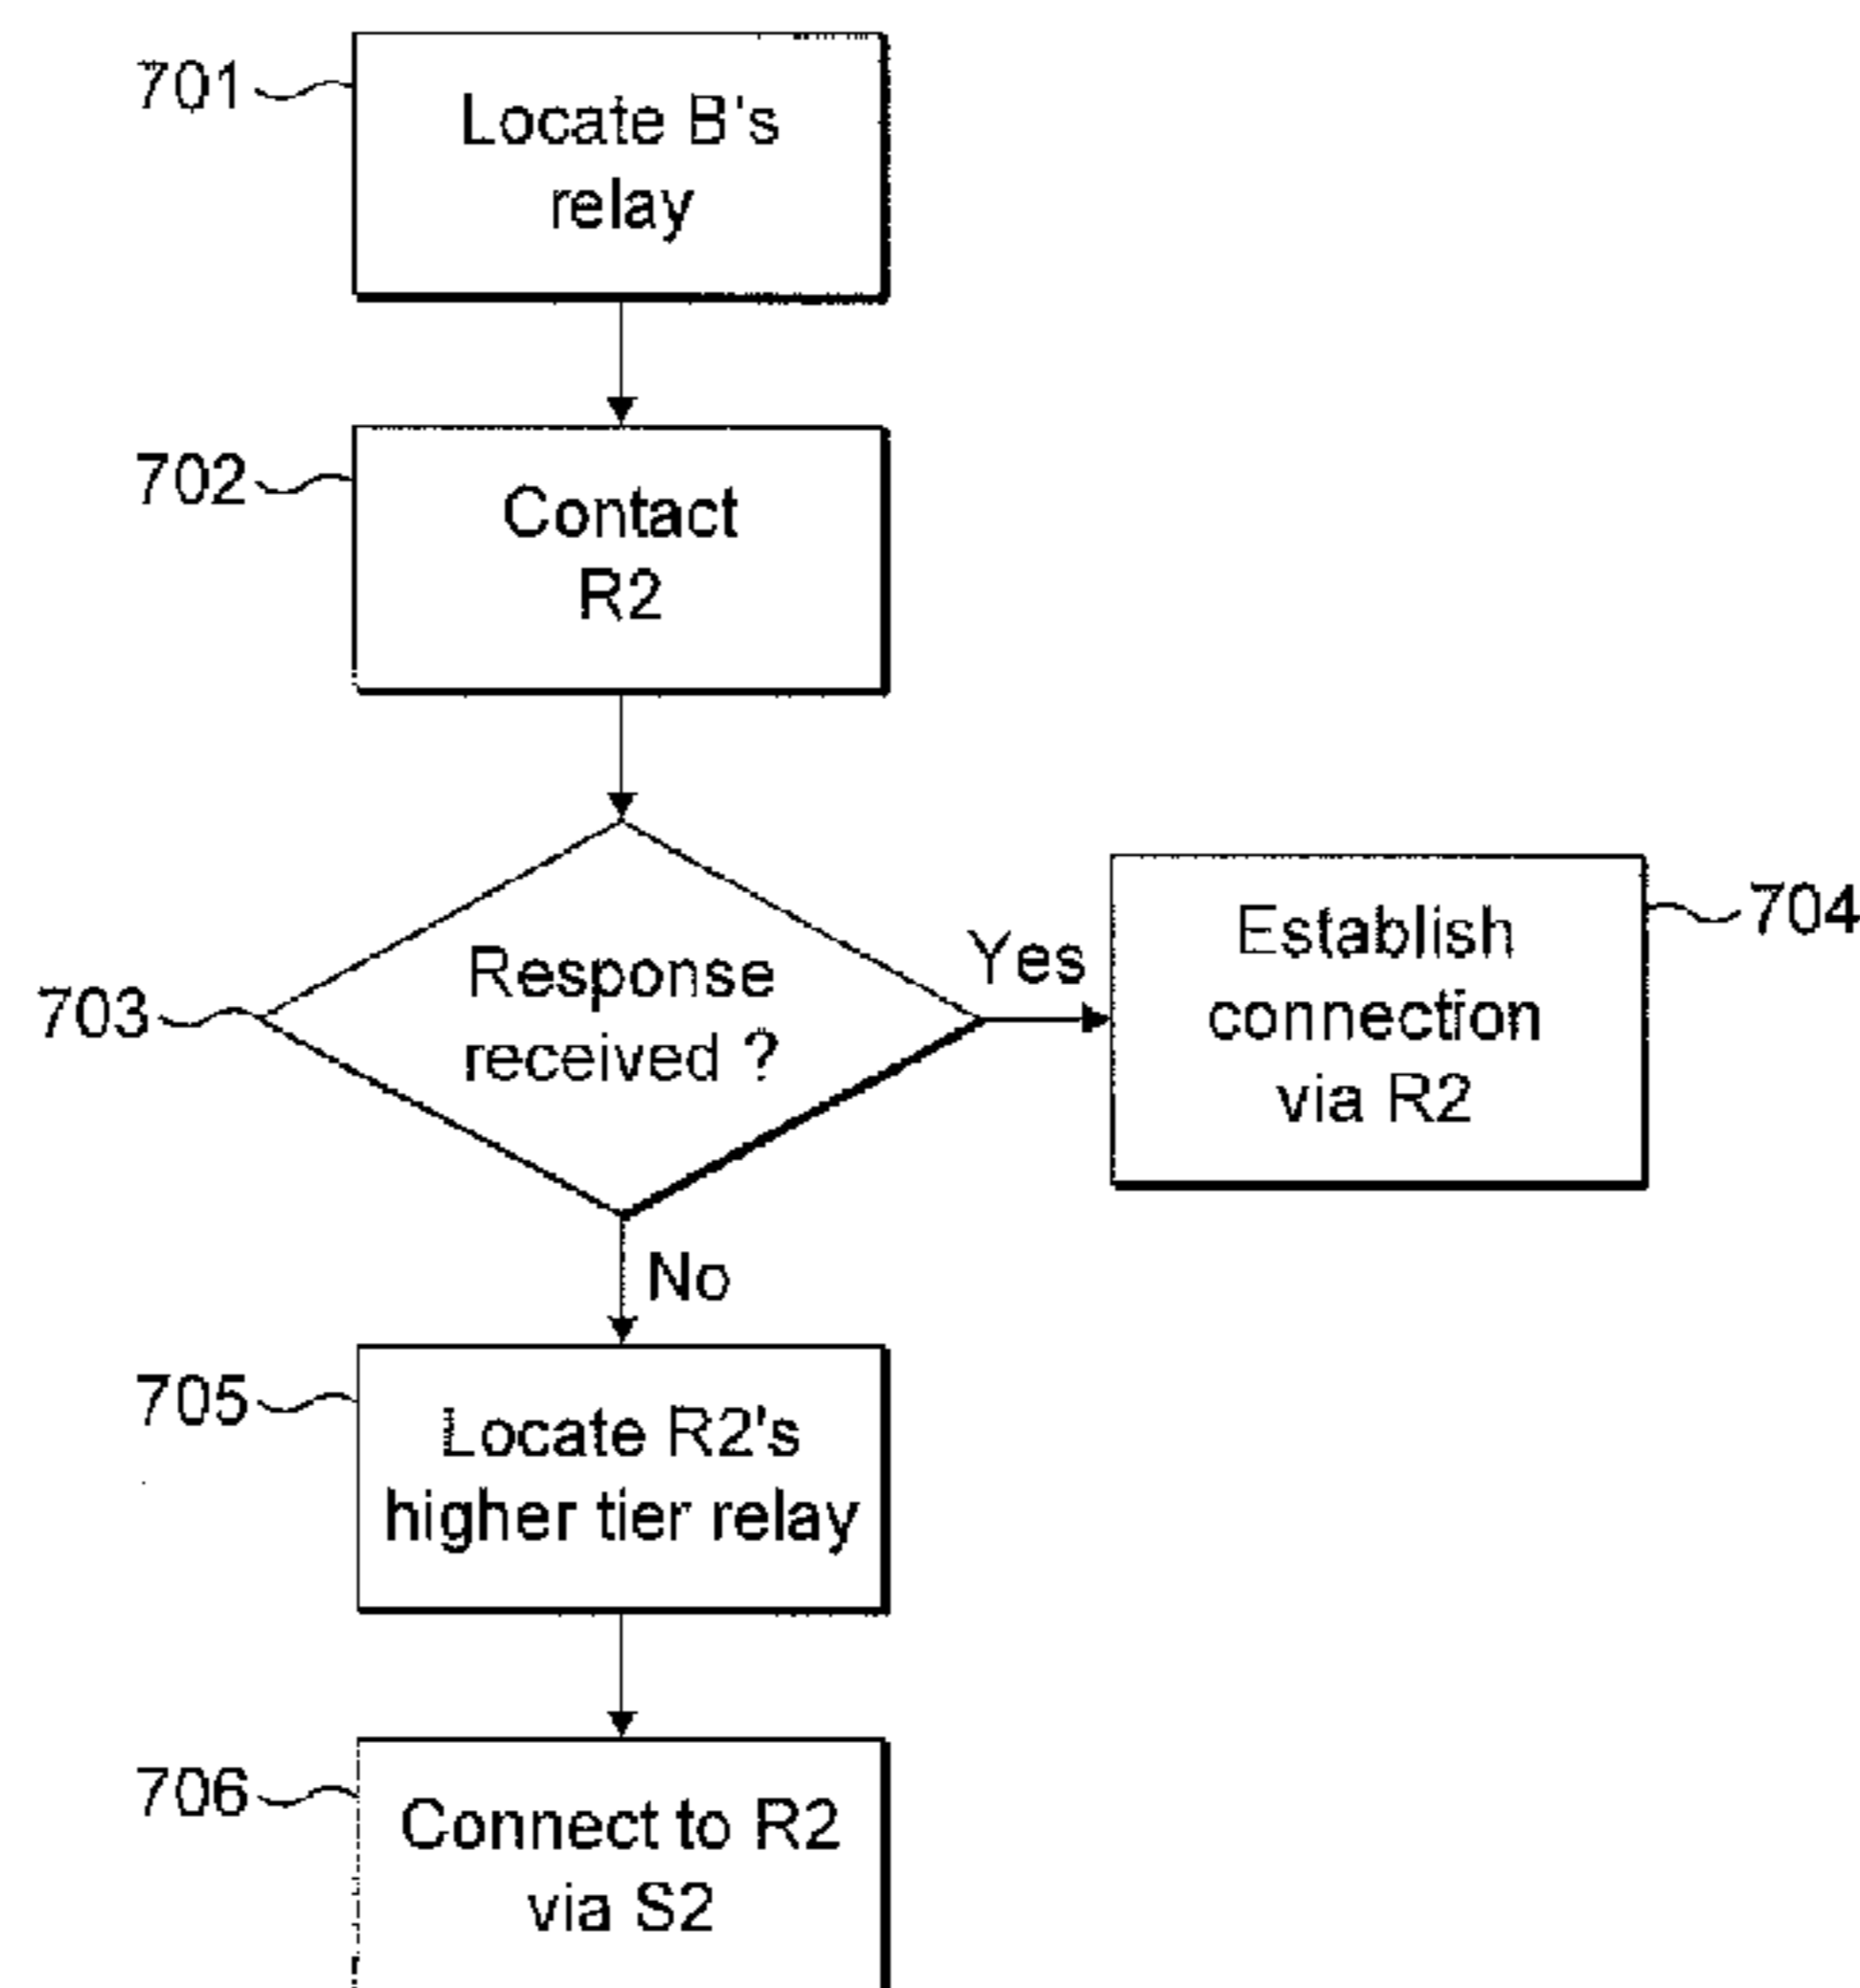 701
Locate B's
relay
702
Contact
R2
703
Response
received ?
Yes
Establish
connection
via R2
704
No
705
Locate R2's
higher tier relay
706
Connect to R2
via S2